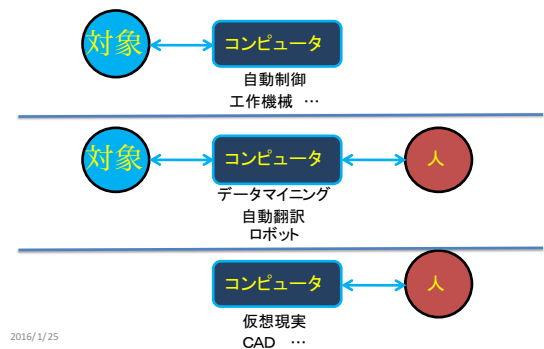 対象 コンピュータ
自動制御
工作機械 …
対象 コンピュータ 人
データマイニング
自動翻訳
ロボット
コンピュータ 人
仮想現実
CAD …
2016/1/25